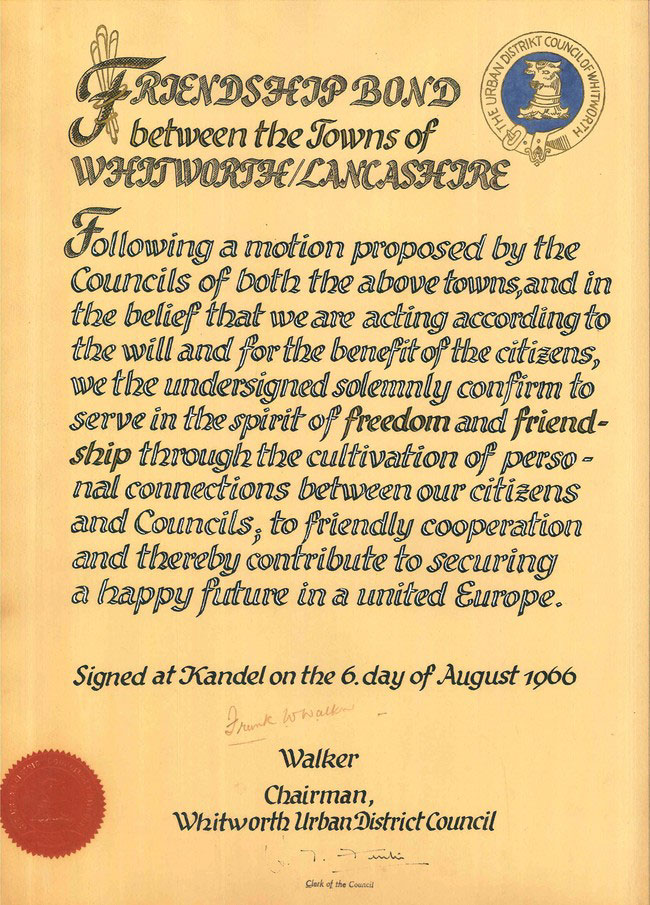 FRIENDSHIP BOND
between the Towns of
WHITWORTH/LANCASHIRE
THE URBAN DISTRIKT COUNCIL OF WHITWORTH
Following a motion proposed by the
Councils of both the above towns, and in
the belief that we are acting according to
the will and for the benefit of the citizens,
we the undersigned solemnly confirm to
serve in the spirit of freedom and friend-
ship through the cultivation of perso-
nal connections between our citizens
and Councils, to friendly cooperation
and thereby contribute to securing
a happy future in a united Europe.
Signed at Kandel on the 6. day of August 1966
Frank W Walker
Walker
Chairman,
Whitworth Urban District Council
Clerk of the Council